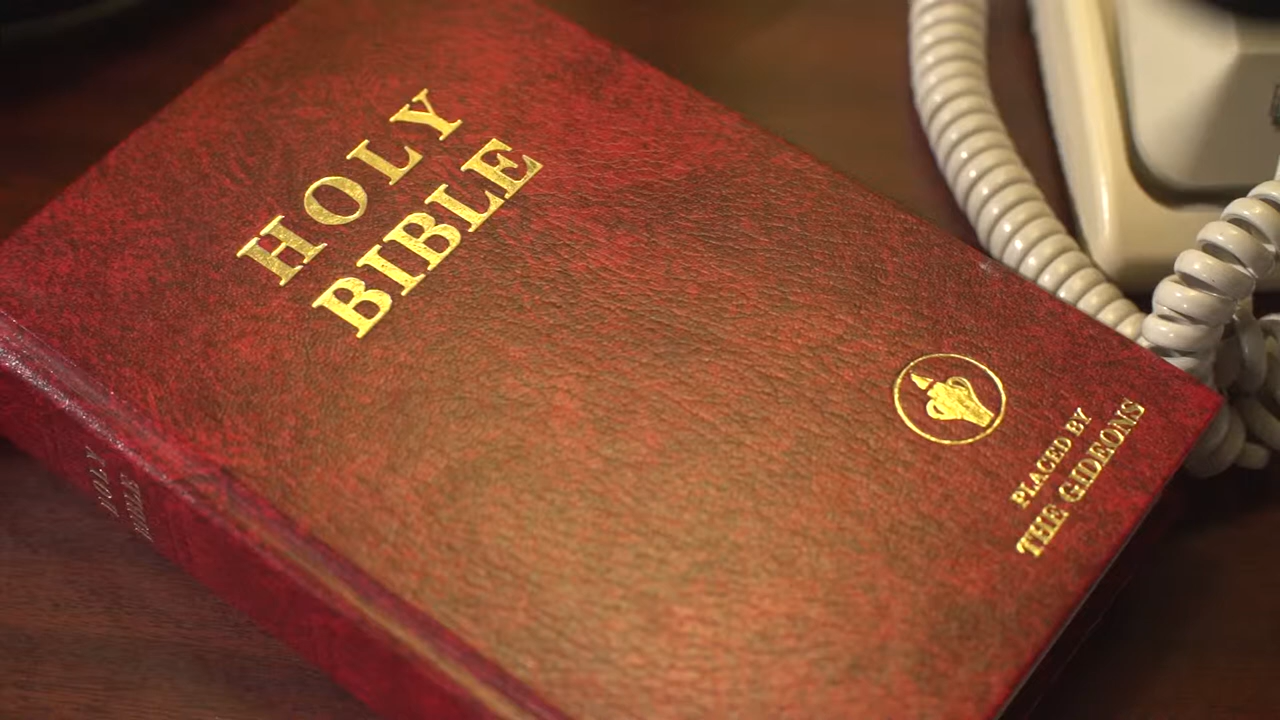 HOLY
BIBLE
PLACED BY
THE GIDEONS
HOLY
BIBLE